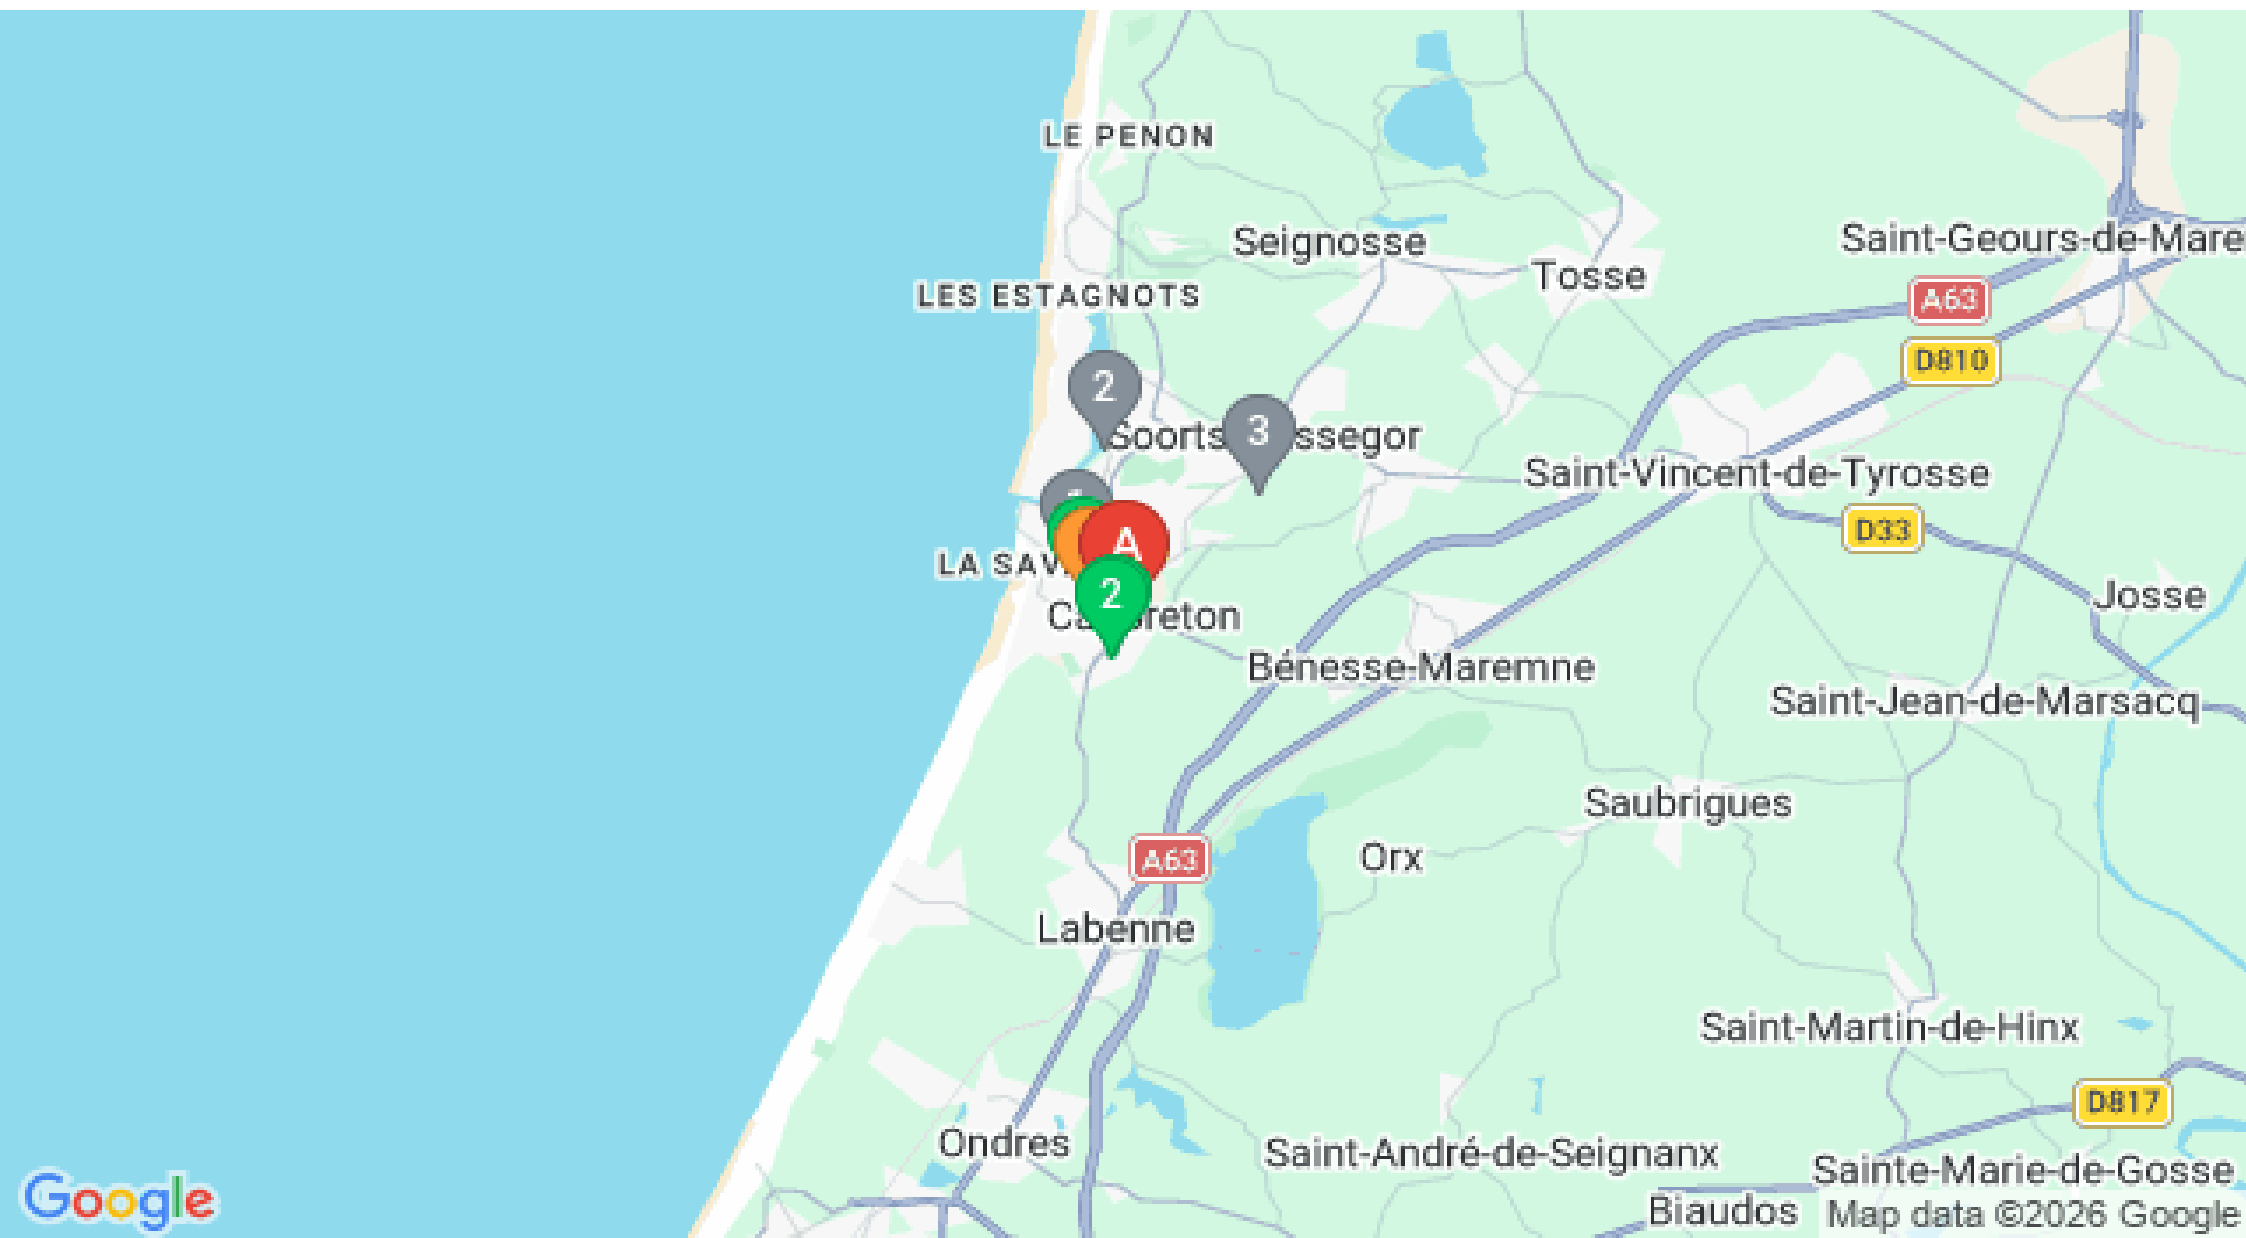 LE PENON
Seignosse
Tosse
Saint-Geours-de-Mare
LES ESTAGNOTS
A63
D810
2
Soorts
ssegor
3
Saint-Vincent-de-Tyrosse
D33
A
LA SAV
2
Ca
reton
Josse
Bénesse-Maremne
Saint-Jean-de-Marsacq
Saubrigues
A63
Orx
Labenne
Saint-Martin-de-Hinx
D817
Ondres
Saint-André-de-Seignanx
Sainte-Marie-de-Gosse
Google
Biaudos
Map data ©2026 Google